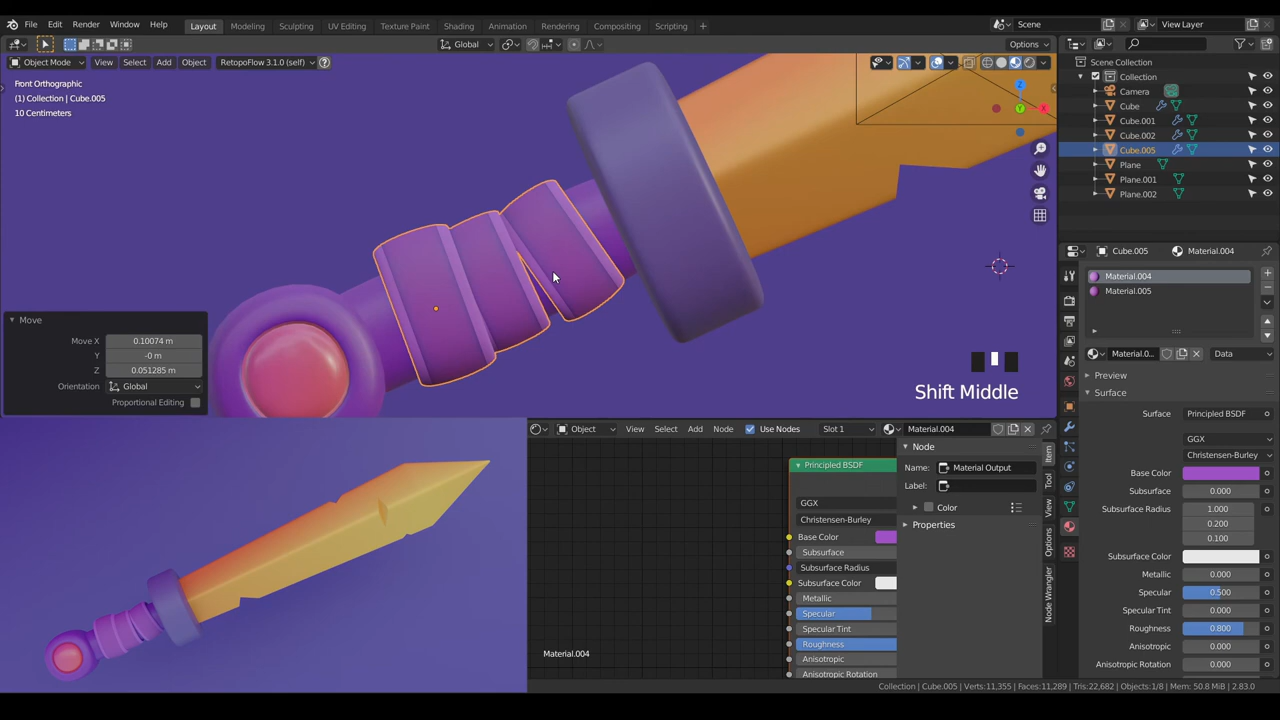 File Edit Render Window Help
Layout Modeling Sculpting UV Editing Texture Paint Shading Animation Rendering Compositing Scripting +
Scene
View Layer
Global
Options
Object Mode View Select Add Object RetopoFlow 3.1.0 (self)
Front Orthographic
(1) Collection | Cube.005
10 Centimeters
Z
X
Y
Move
Move X 0.10074 m
Y -0 m
Z 0.051285 m
Orientation Global
Proportional Editing
Shift Middle
Scene Collection
Collection
Camera
Cube
Cube.001
Cube.002
Cube.005
Plane
Plane.001
Plane.002
Cube.005 Material.004
Material.004
Material.005
Material.0... Data
Preview
Surface
Surface Principled BSDF
GGX
Christensen-Burley
Base Color
Subsurface 0.000
Subsurface Radius 1.000
0.200
0.100
Subsurface Color
Metallic 0.000
Specular 0.500
Specular Tint 0.000
Roughness 0.800
Anisotropic 0.000
Anisotropic Rotation 0.000
Object View Select Add Node Use Nodes Slot 1 Material.004
Principled BSDF
GGX
Christensen-Burley
Base Color
Subsurface
Subsurface Radius
Subsurface Color
Metallic
Specular
Specular Tint
Roughness
Anisotropic
Anisotropic Rotation
Material.004
Node
Name: Material Output
Label:
Color
Properties
Item
Tool
View
Options
Node Wrangler
Collection | Cube.005 | Verts:11,355 | Faces:11,289 | Tris:22,682 | Objects:1/8 | Mem: 50.8 MiB | 2.83.0